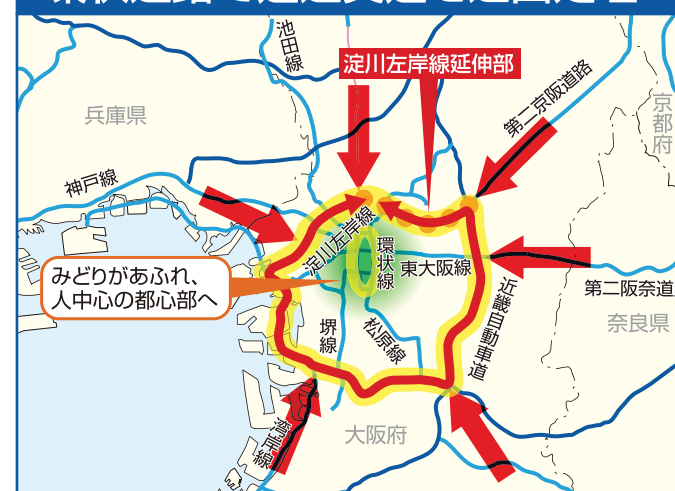 池田線
淀川左岸線延伸部
第二京阪道路
京都府
兵庫県
神戸線
淀川左岸線
環状線
東大阪線
みどりがあふれ、
人中心の都心部へ
近畿自動車道
第二阪奈道
奈良県
堺線
松原線
大阪府
湾岸線